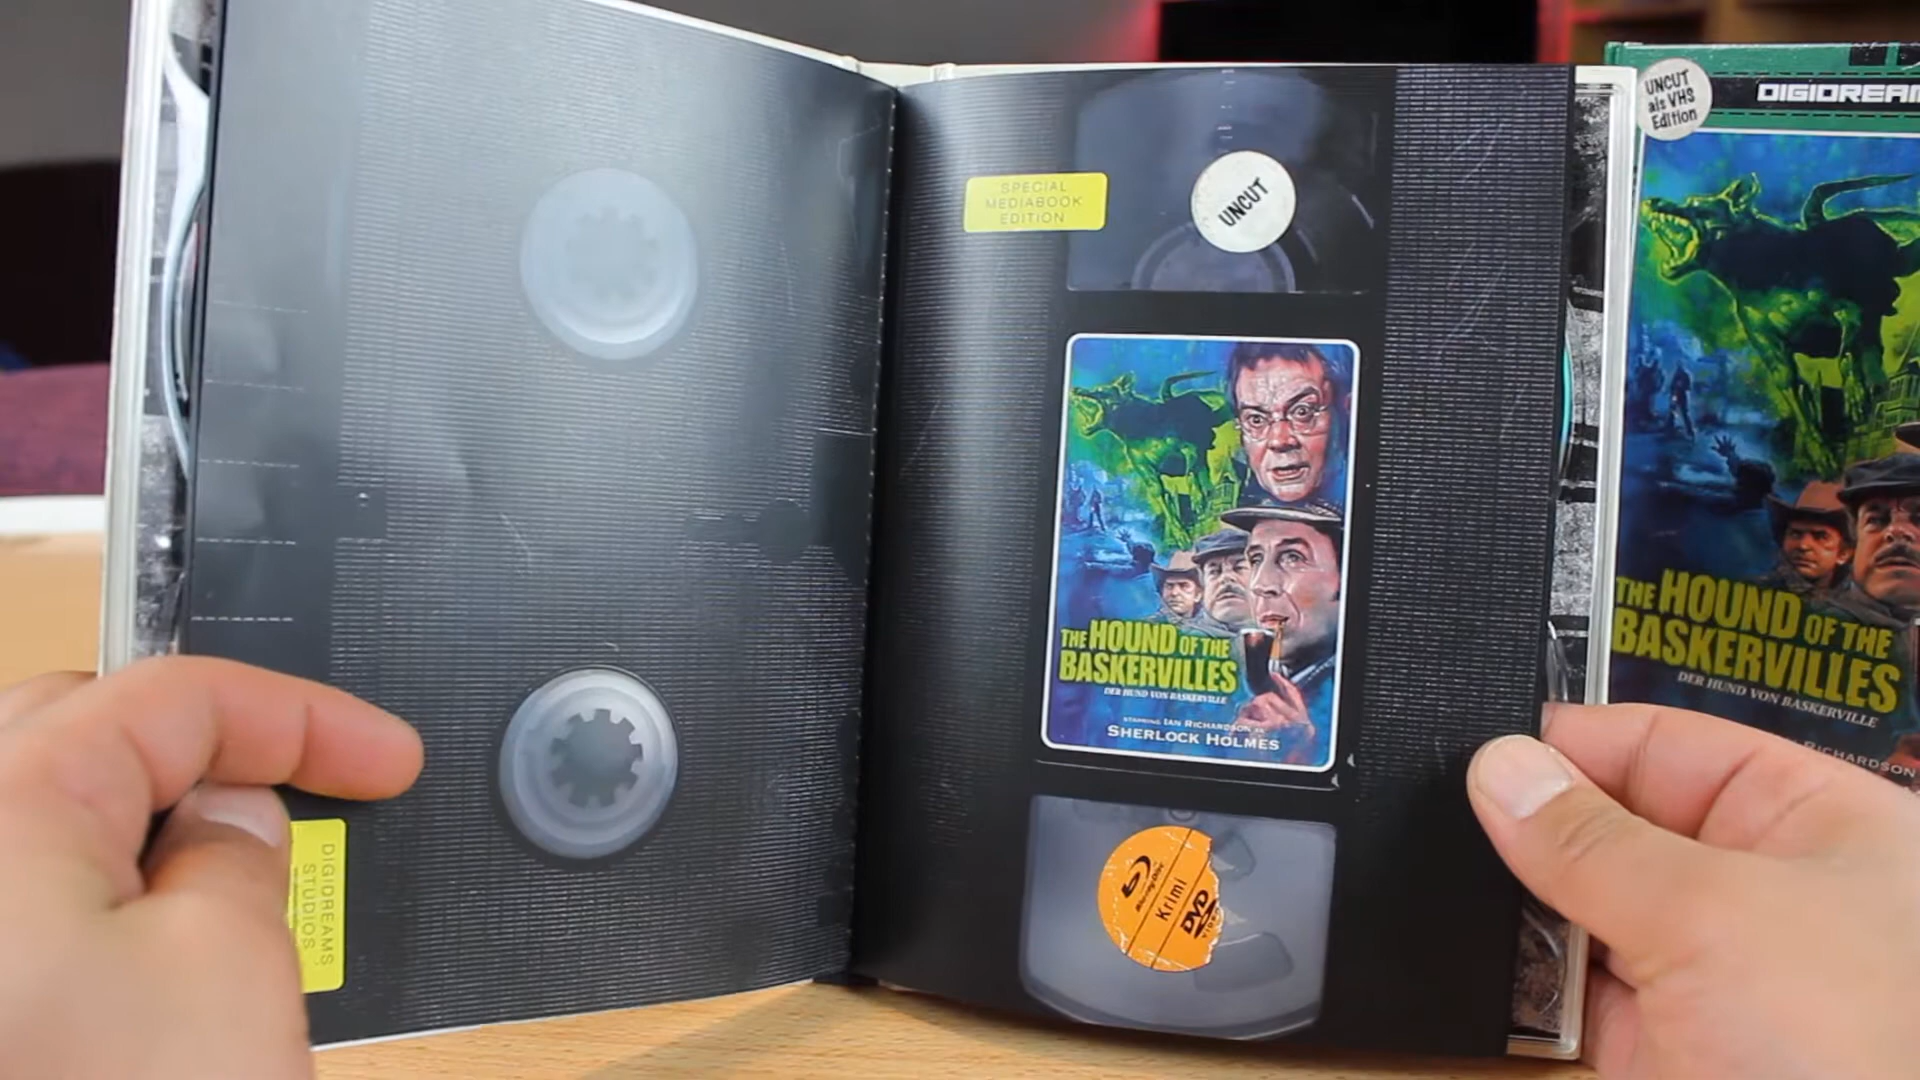 SPECIAL
MEDIABOOK
EDITION
UNCUT
THE HOUND OF THE
BASKERVILLES
DER HUND VON BASKERVILLE
STARRING IAN RICHARDSON AS
SHERLOCK HOLMES
Blu-ray Disc
Krimi
DVD
VIDEO
DIGIDREAMS
STUDIOS
UNCUT
als VHS
Edition
DIGIDREAM
THE HOUND OF THE
BASKERVILLES
DER HUND VON BASKERVILLE
RICHARDSON